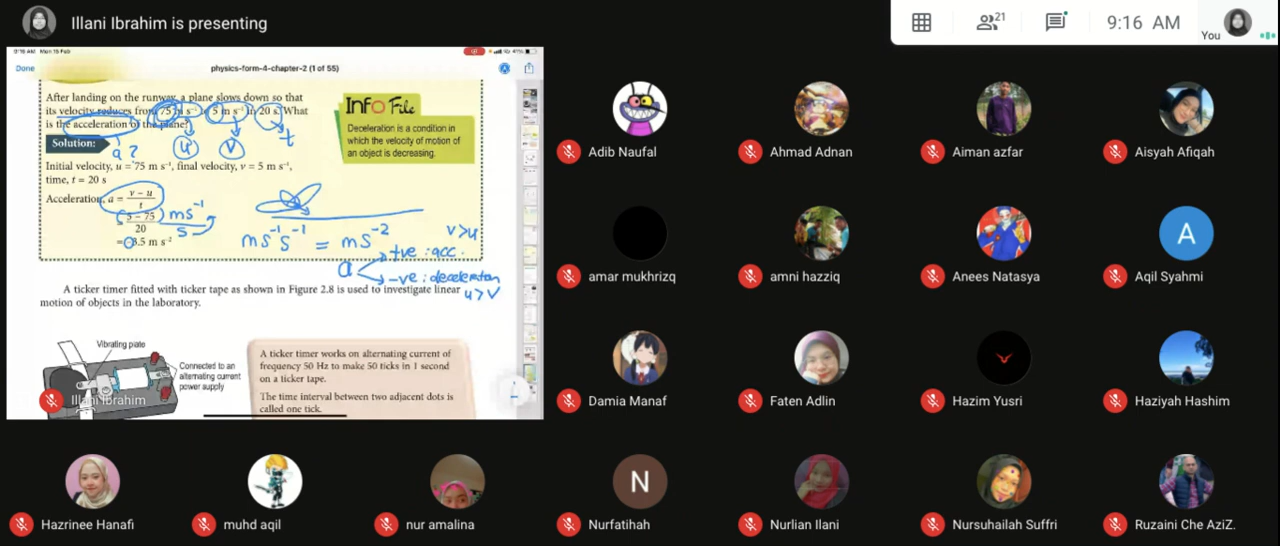 Illani Ibrahim is presenting
21
9:16 AM
You
9:16 AM Mon 15 Feb
41%
Done
physics-form-4-chapter-2 (1 of 55)
After landing on the runway, a plane slows down so that
its velocity reduces from 75 m s⁻¹ 5 m s⁻¹ in 20 s. What
is the acceleration of the plane?
t
Solution:
a ?
u
v
Initial velocity, u = 75 m s⁻¹, final velocity, v = 5 m s⁻¹,
time, t = 20 s
Acceleration, a = v – u / t
= (5 – 75) / 20
ms⁻¹ / s
= 3.5 m s⁻²
ms⁻¹s⁻¹ = ms⁻²
v>u
a
+ve : acc.
-ve : deceleration
u>v
Info File
Deceleration is a condition in
which the velocity of motion of
an object is decreasing.
A ticker timer fitted with ticker tape as shown in Figure 2.8 is used to investigate linear
motion of objects in the laboratory.
Vibrating plate
Connected to an
alternating current
power supply
A ticker timer works on alternating current of
frequency 50 Hz to make 50 ticks in 1 second
on a ticker tape.
The time interval between two adjacent dots is
called one tick.
Illani Ibrahim
Adib Naufal
Ahmad Adnan
Aiman azfar
Aisyah Afiqah
amar mukhrizq
amni hazziq
Anees Natasya
A
Aqil Syahmi
Damia Manaf
Faten Adlin
Hazim Yusri
Haziyah Hashim
Hazrinee Hanafi
muhd aqil
nur amalina
N
Nurfatihah
Nurlian Ilani
Nursuhailah Suffri
Ruzaini Che AziZ.